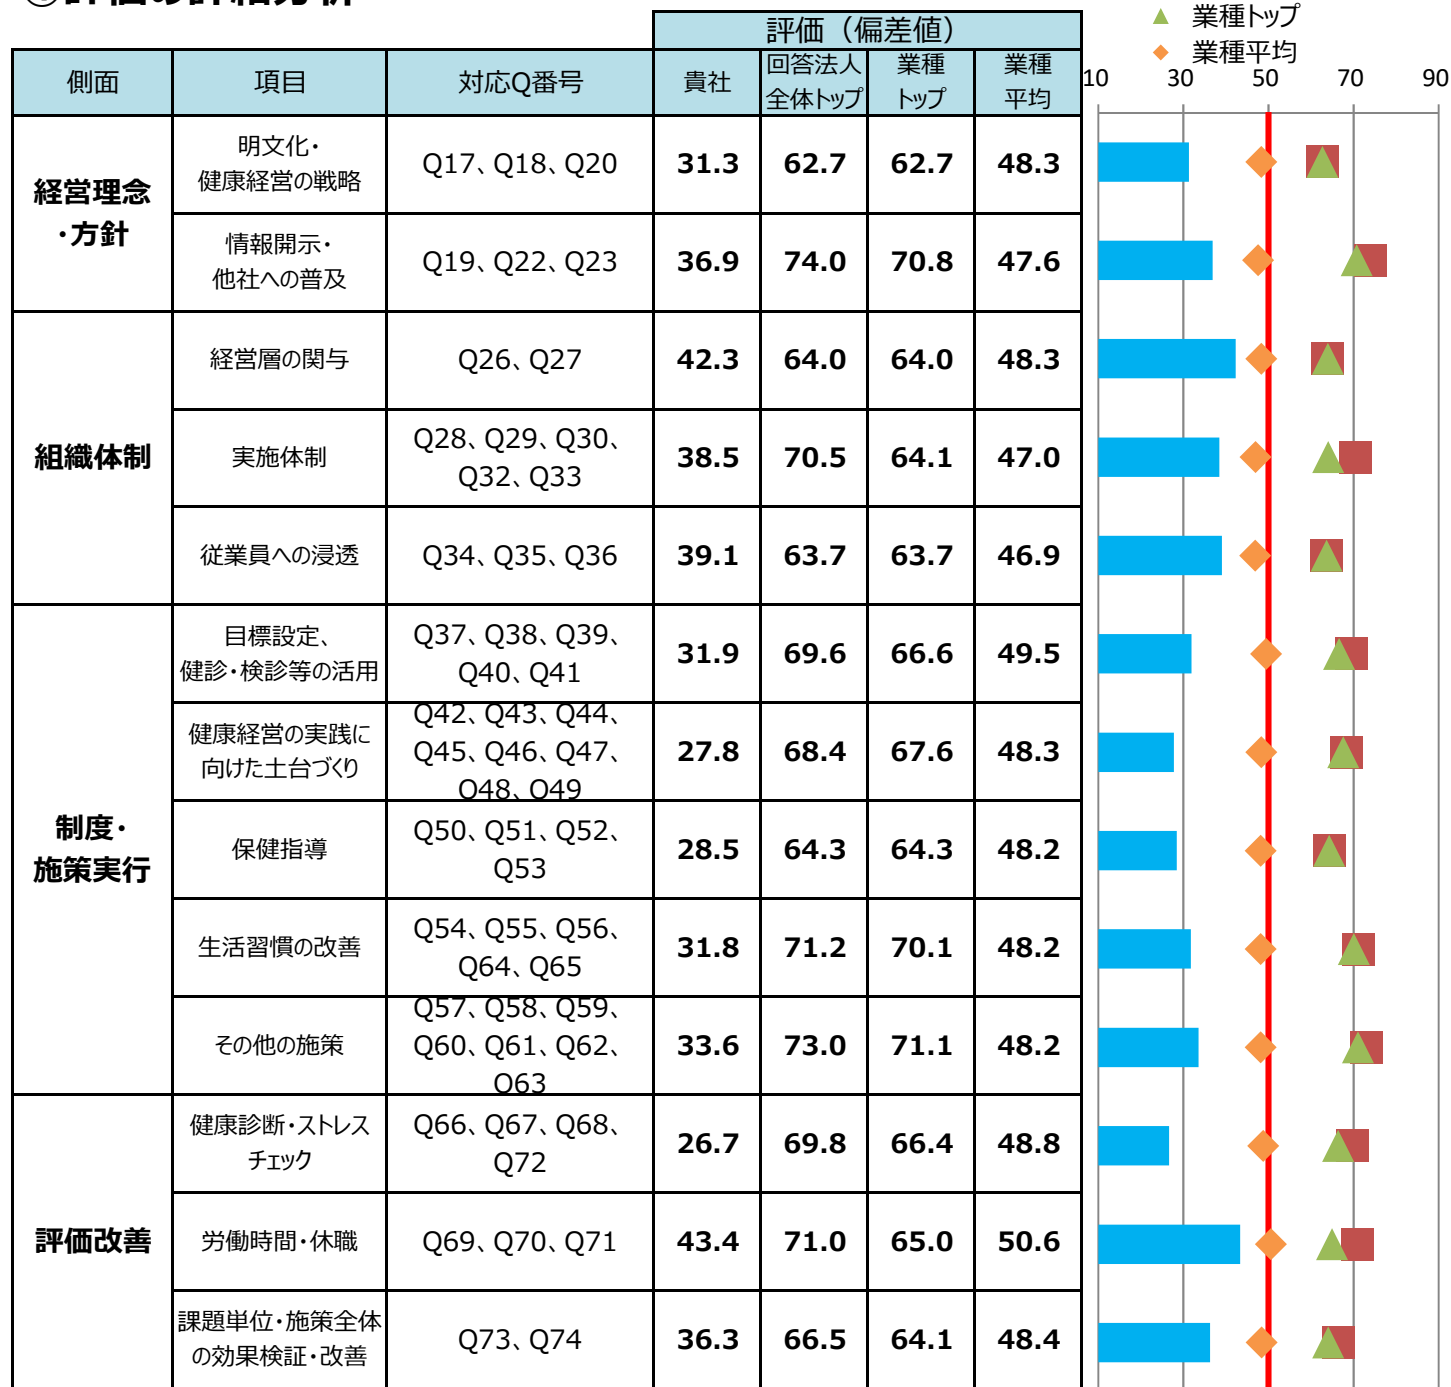 評価の詳細分析
▲ 業種トップ
◆ 業種平均
評価（偏差値）
側面 項目 対応Q番号 貴社 回答法人 業種 業種
全体トップ トップ 平均
10 30 50 70 90
経営理念
・方針
明文化・
健康経営の戦略
Q17、Q18、Q20 31.3 62.7 62.7 48.3
情報開示・
他社への普及
Q19、Q22、Q23 36.9 74.0 70.8 47.6
組織体制
経営層の関与 Q26、Q27 42.3 64.0 64.0 48.3
実施体制
Q28、Q29、Q30、
Q32、Q33
38.5 70.5 64.1 47.0
従業員への浸透 Q34、Q35、Q36 39.1 63.7 63.7 46.9
制度・
施策実行
目標設定、
健診・検診等の活用
Q37、Q38、Q39、
Q40、Q41
31.9 69.6 66.6 49.5
健康経営の実践に
向けた土台づくり
Q42、Q43、Q44、
Q45、Q46、Q47、
Q48、Q49
27.8 68.4 67.6 48.3
保健指導
Q50、Q51、Q52、
Q53
28.5 64.3 64.3 48.2
生活習慣の改善
Q54、Q55、Q56、
Q64、Q65
31.8 71.2 70.1 48.2
その他の施策
Q57、Q58、Q59、
Q60、Q61、Q62、
Q63
33.6 73.0 71.1 48.2
評価改善
健康診断・ストレス
チェック
Q66、Q67、Q68、
Q72
26.7 69.8 66.4 48.8
労働時間・休職 Q69、Q70、Q71 43.4 71.0 65.0 50.6
課題単位・施策全体
の効果検証・改善
Q73、Q74 36.3 66.5 64.1 48.4